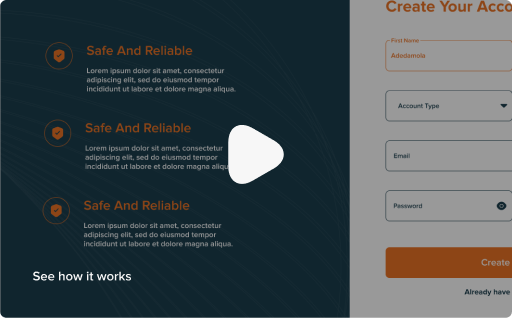 Safe And Reliable
Lorem ipsum dolor sit amet, consectetur
adipiscing elit, sed do eiusmod tempor
incididunt ut labore et dolore magna aliqua.
Safe And Reliable
Lorem ipsum dolor sit amet, consectetur
adipiscing elit, sed do eiusmod tempor
incididunt ut labore et dolore magna aliqu
Safe And Reliable
Lorem ipsum dolor sit amet, consectetur
adipiscing elit, sed do eiusmod tempor
incididunt ut labore et dolore magna aliqua.
See how it works
Create Your Acco
First Name
Adedamola
Account Type
Email
Password
Create
Already have